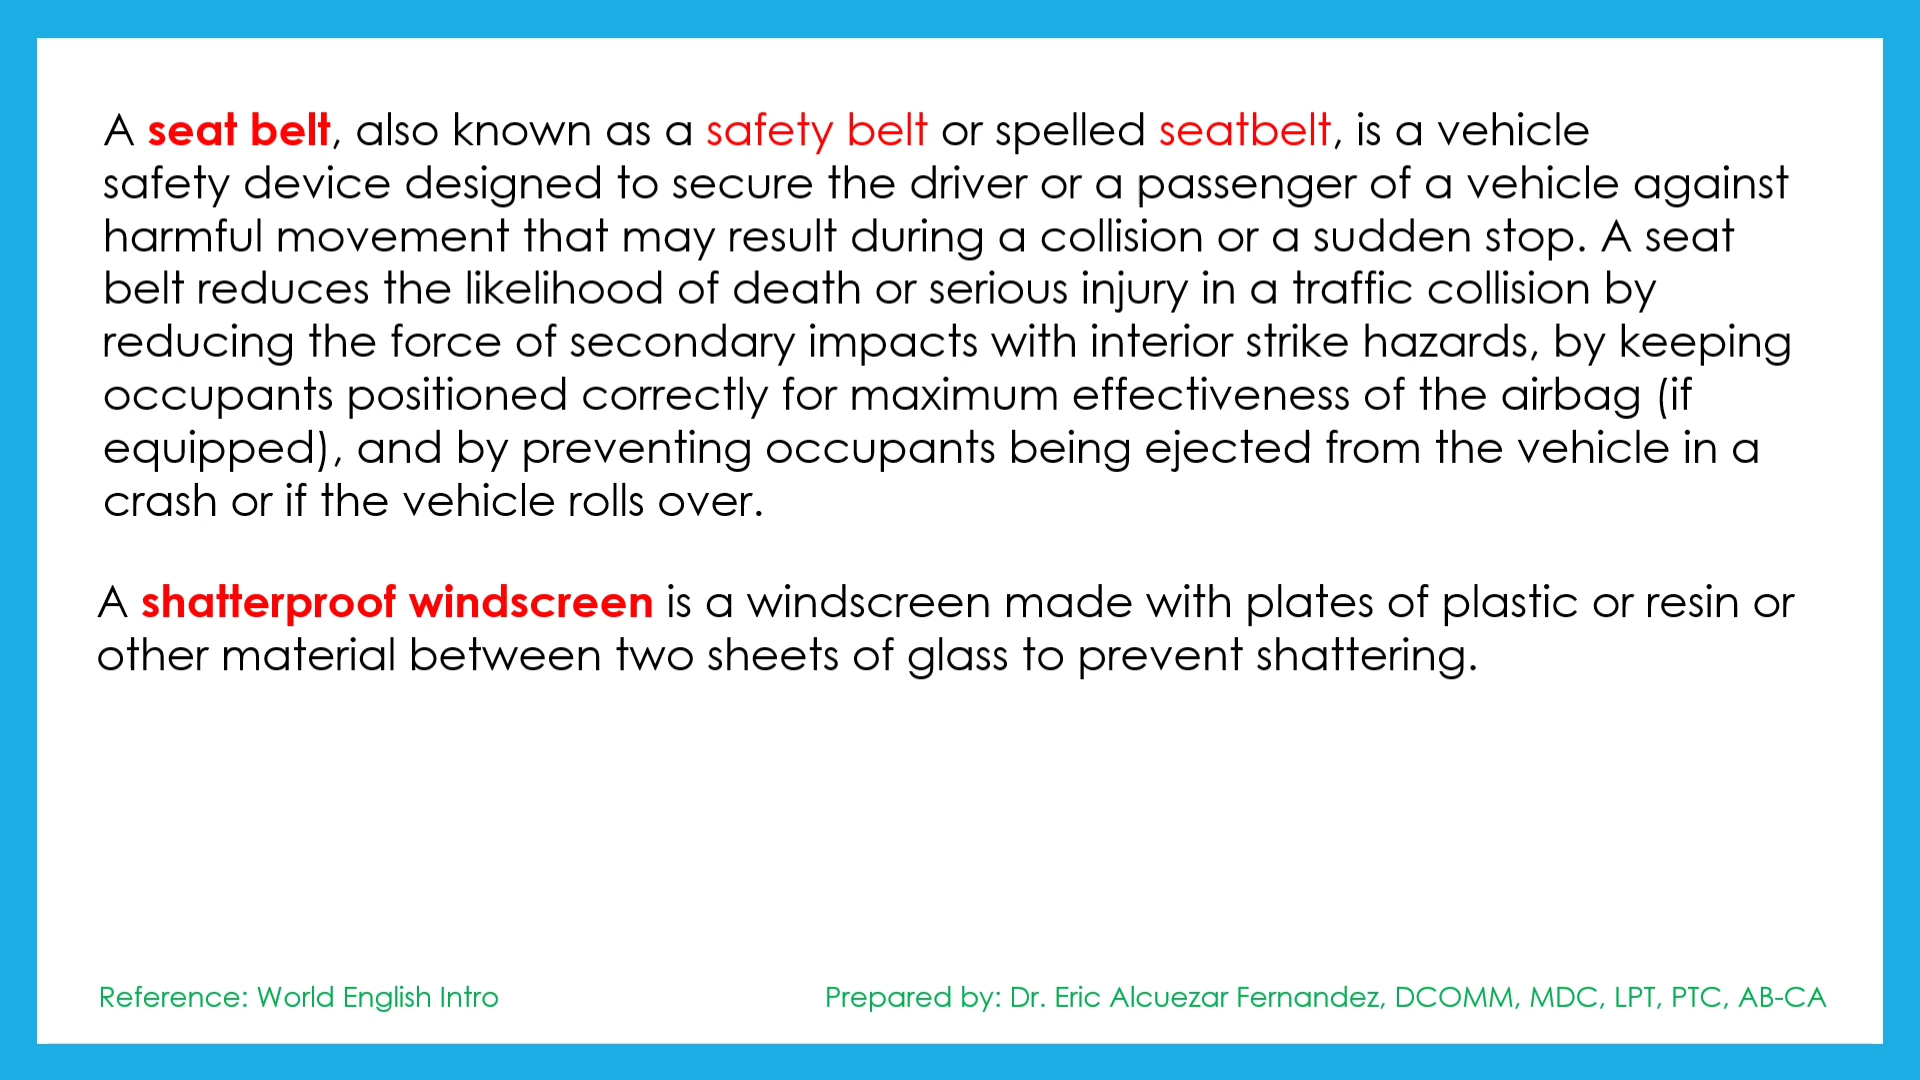 A seat belt, also known as a safety belt or spelled seatbelt, is a vehicle
safety device designed to secure the driver or a passenger of a vehicle against
harmful movement that may result during a collision or a sudden stop. A seat
belt reduces the likelihood of death or serious injury in a traffic collision by
reducing the force of secondary impacts with interior strike hazards, by keeping
occupants positioned correctly for maximum effectiveness of the airbag (if
equipped), and by preventing occupants being ejected from the vehicle in a
crash or if the vehicle rolls over.
A shatterproof windscreen is a windscreen made with plates of plastic or resin or
other material between two sheets of glass to prevent shattering.
Reference: World English Intro
Prepared by: Dr. Eric Alcuezar Fernandez, DCOMM, MDC, LPT, PTC, AB-CA